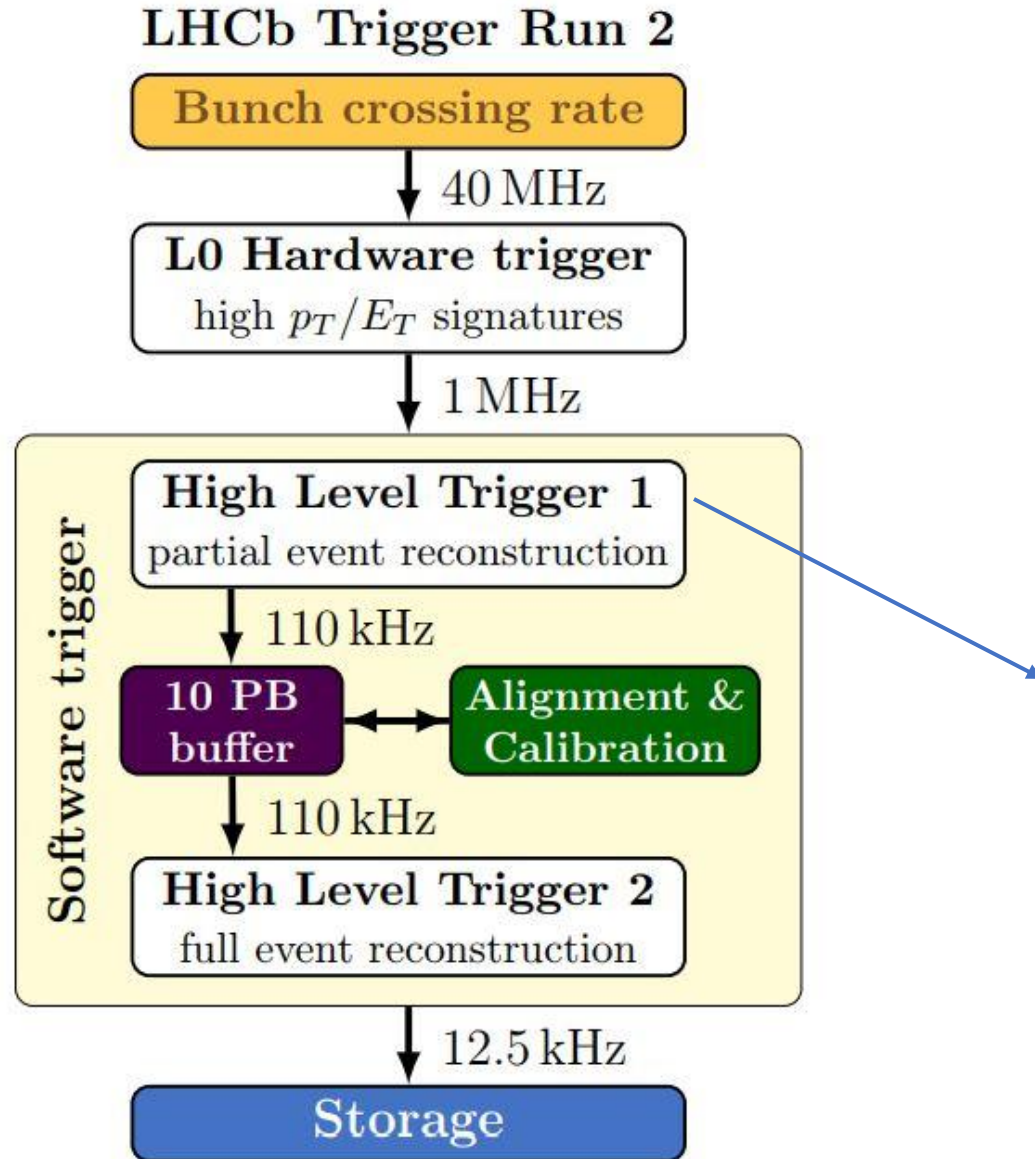 LHCb Trigger Run 2
Bunch crossing rate
40 MHz
L0 Hardware trigger
high p_T/E_T signatures
1 MHz
Software trigger
High Level Trigger 1
partial event reconstruction
110 kHz
10 PB
buffer
Alignment &
Calibration
110 kHz
High Level Trigger 2
full event reconstruction
12.5 kHz
Storage